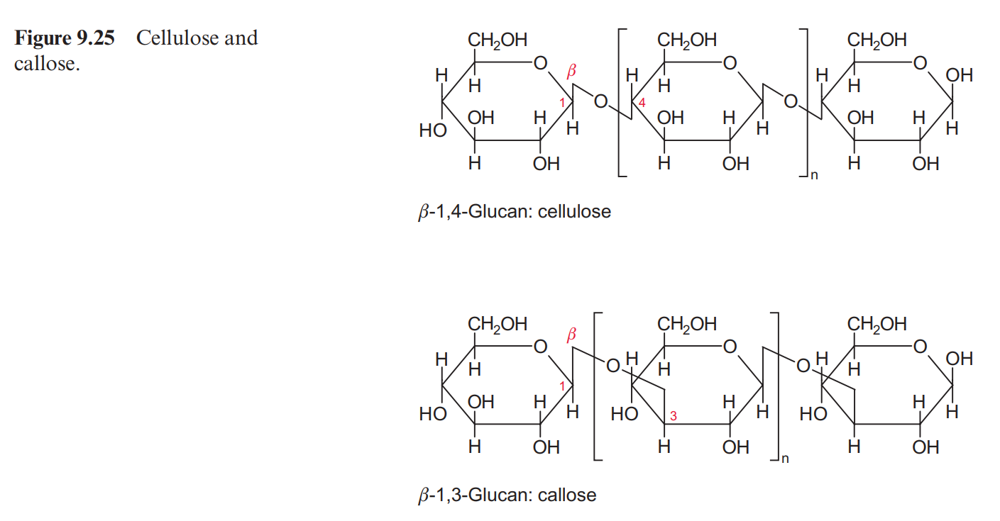 Figure 9.25 Cellulose and
callose.
CH₂OH CH₂OH CH₂OH
O O O
H β H H OH
H H H
1 O 4 O
OH H OH H OH H
HO H H H
H OH H OH H OH
n
β-1,4-Glucan: cellulose
CH₂OH CH₂OH CH₂OH
β O O O
H O H O H OH
H H H
1
OH H H H
HO H HO 3 H HO H
H OH H OH H OH
n
β-1,3-Glucan: callose